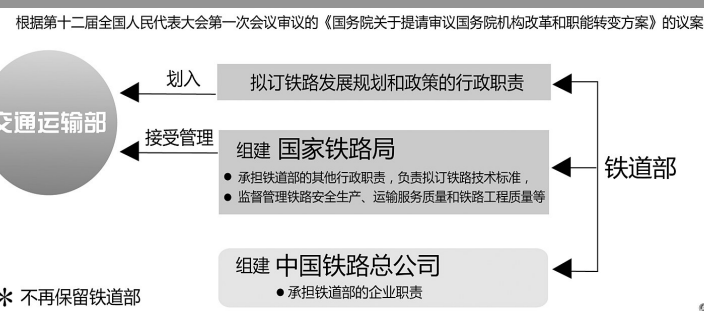 根据第十二届全国人民代表大会第一次会议审议的《国务院关于提请审议国务院机构改革和职能转变方案》的议案
划入
拟订铁路发展规划和政策的行政职责
交通运输部
接受管理
组建 国家铁路局
● 承担铁道部的其他行政职责，负责拟订铁路技术标准，
● 监督管理铁路安全生产、运输服务质量和铁路工程质量等
铁道部
组建 中国铁路总公司
● 承担铁道部的企业职责
* 不再保留铁道部